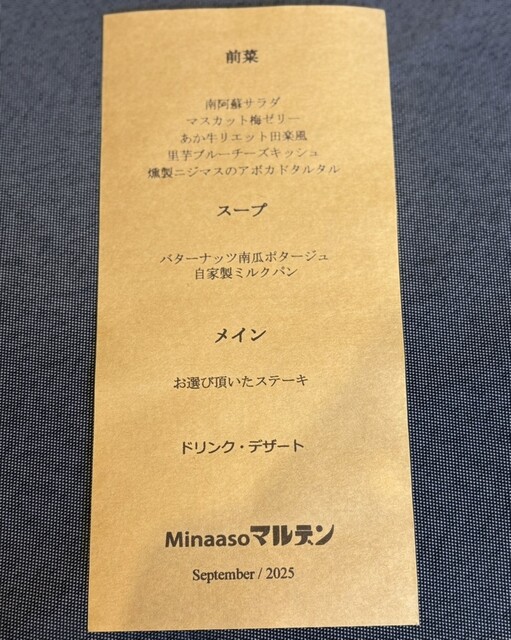 前菜
南阿蘇サラダ
マスカット梅ゼリー
あか牛リエット田楽風
里芋ブルーチーズキッシュ
燻製ニジマスのアボカドタルタル
スープ
バターナッツ南瓜ポタージュ
自家製ミルクパン
メイン
お選び頂いたステーキ
ドリンク・デザート
Minaasoマルデン
September / 2025